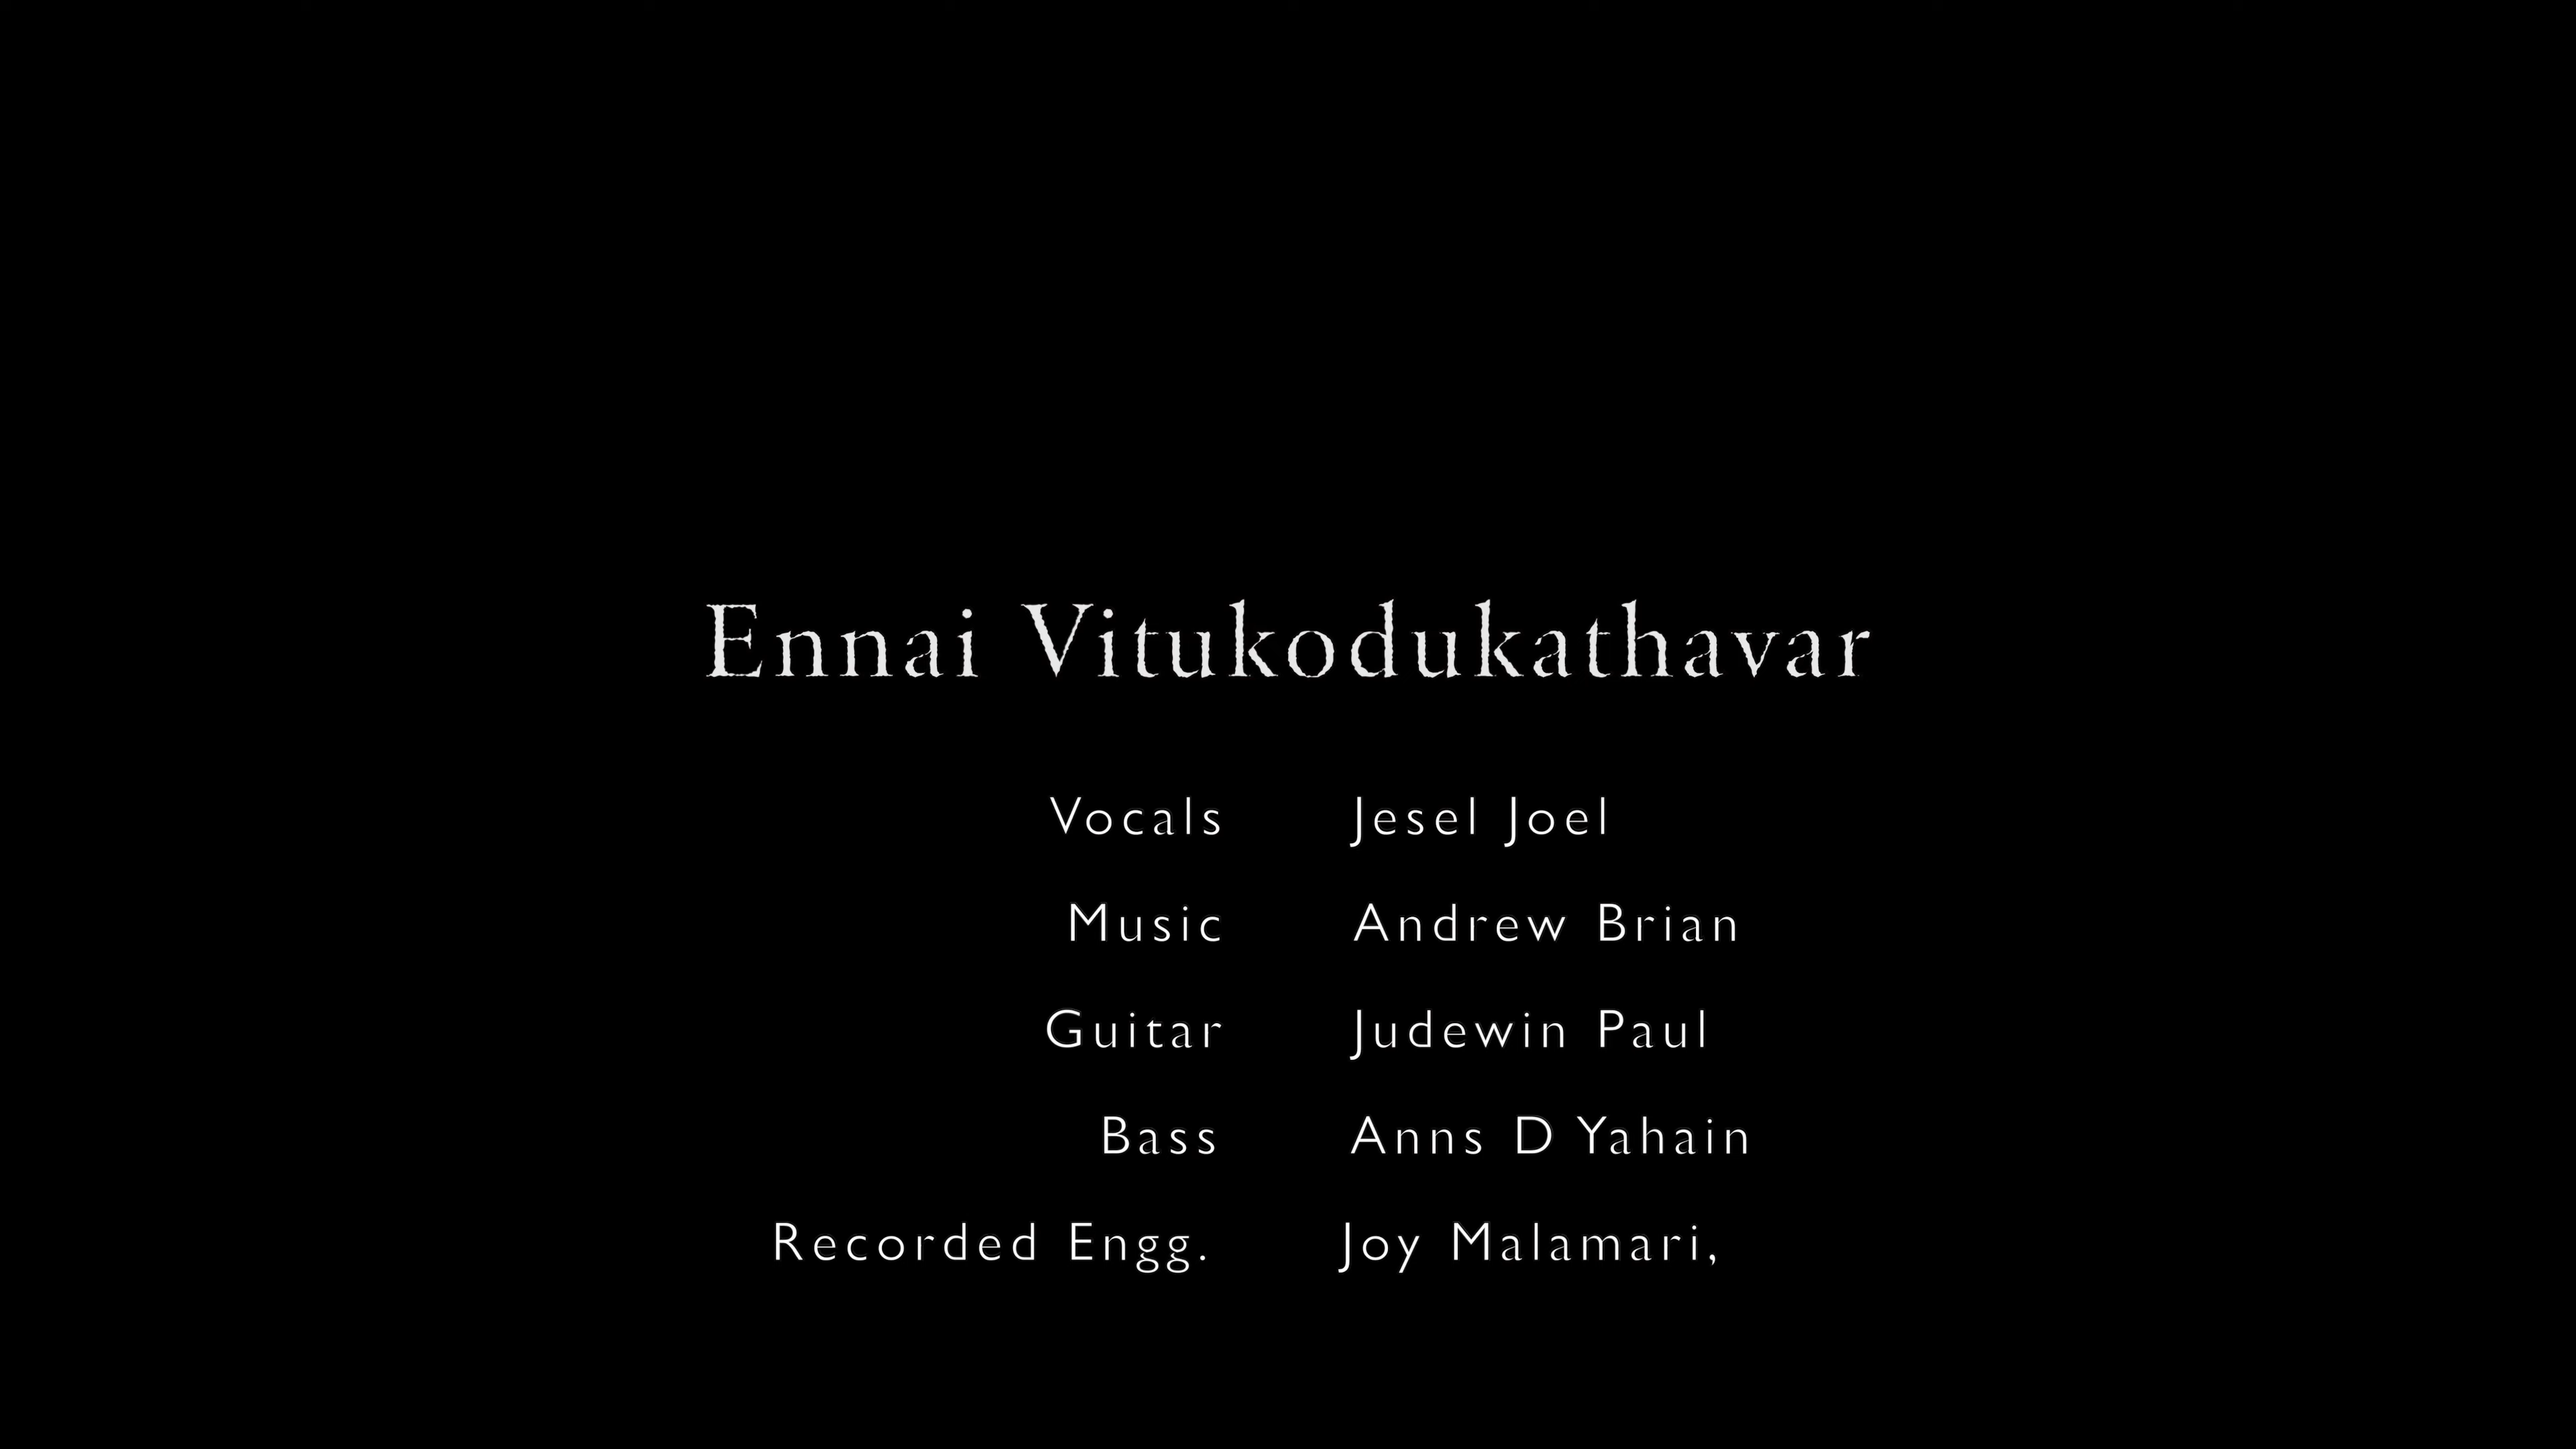 Ennai Vitukodukathavar
Vocals Jesel Joel
Music Andrew Brian
Guitar Judewin Paul
Bass Anns D Yahain
Recorded Engg. Joy Malamari,